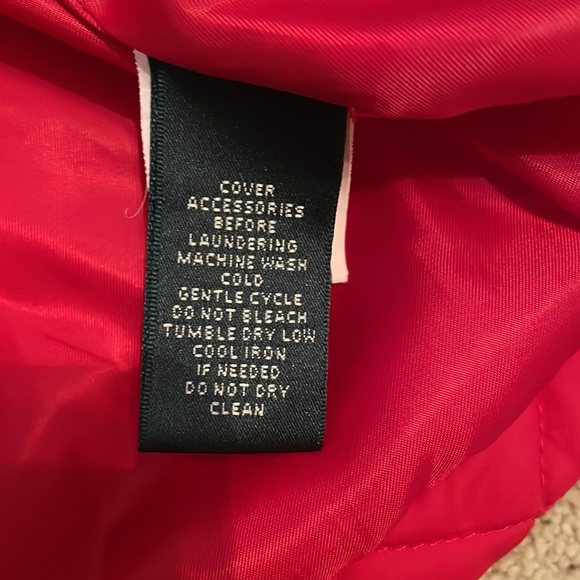 COVER
ACCESSORIES
BEFORE
LAUNDERING
MACHINE WASH
COLD
GENTLE CYCLE
DO NOT BLEACH
TUMBLE DRY LOW
COOL IRON
IF NEEDED
DO NOT DRY
CLEAN